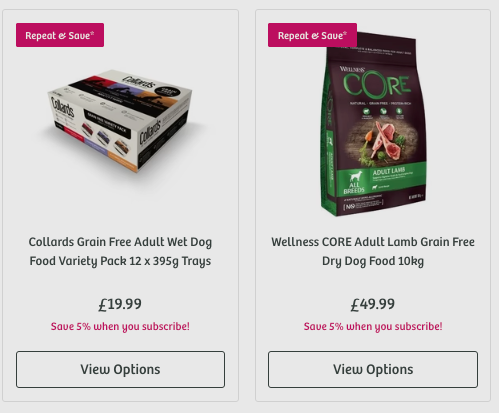 Repeat & Save*
Collards
Collards
WELLNESS
CORE
ADULT LAMB
ALL
BREEDS
Collards Grain Free Adult Wet Dog
Food Variety Pack 12 x 395g Trays
£19.99
Save 5% when you subscribe!
View Options
Repeat & Save*
Wellness CORE Adult Lamb Grain Free
Dry Dog Food 10kg
£49.99
Save 5% when you subscribe!
View Options